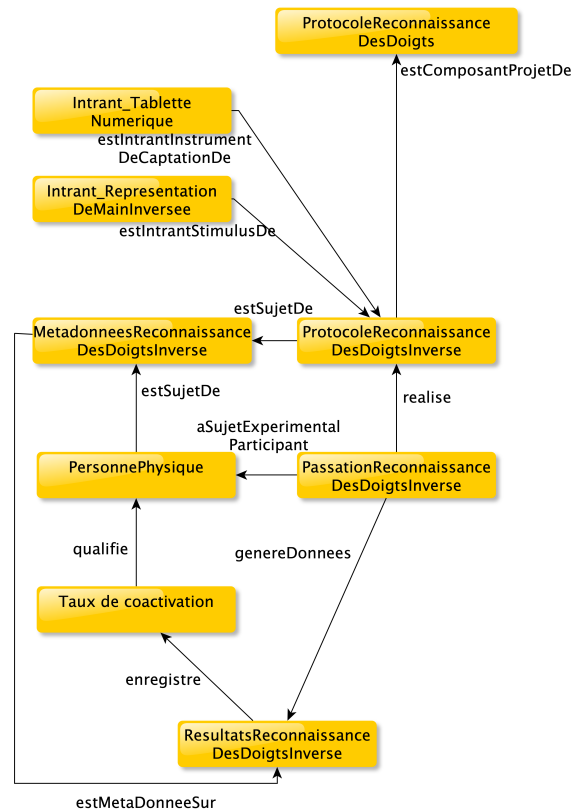 ProtocoleReconnaissance
DesDoigts
estComposantProjetDe
Intrant_Tablette
Numerique
estIntrantInstrument
DeCaptationDe
Intrant_Representation
DeMainInversee
estIntrantStimulusDe
estSujetDe
MetadonneesReconnaissance
DesDoigtsInverse
ProtocoleReconnaissance
DesDoigtsInverse
estSujetDe
realise
aSujetExperimental
Participant
PersonnePhysique
PassationReconnaissance
DesDoigtsInverse
qualifie
genereDonnees
Taux de coactivation
enregistre
ResultatsReconnaissance
DesDoigtsInverse
estMetaDonneeSur